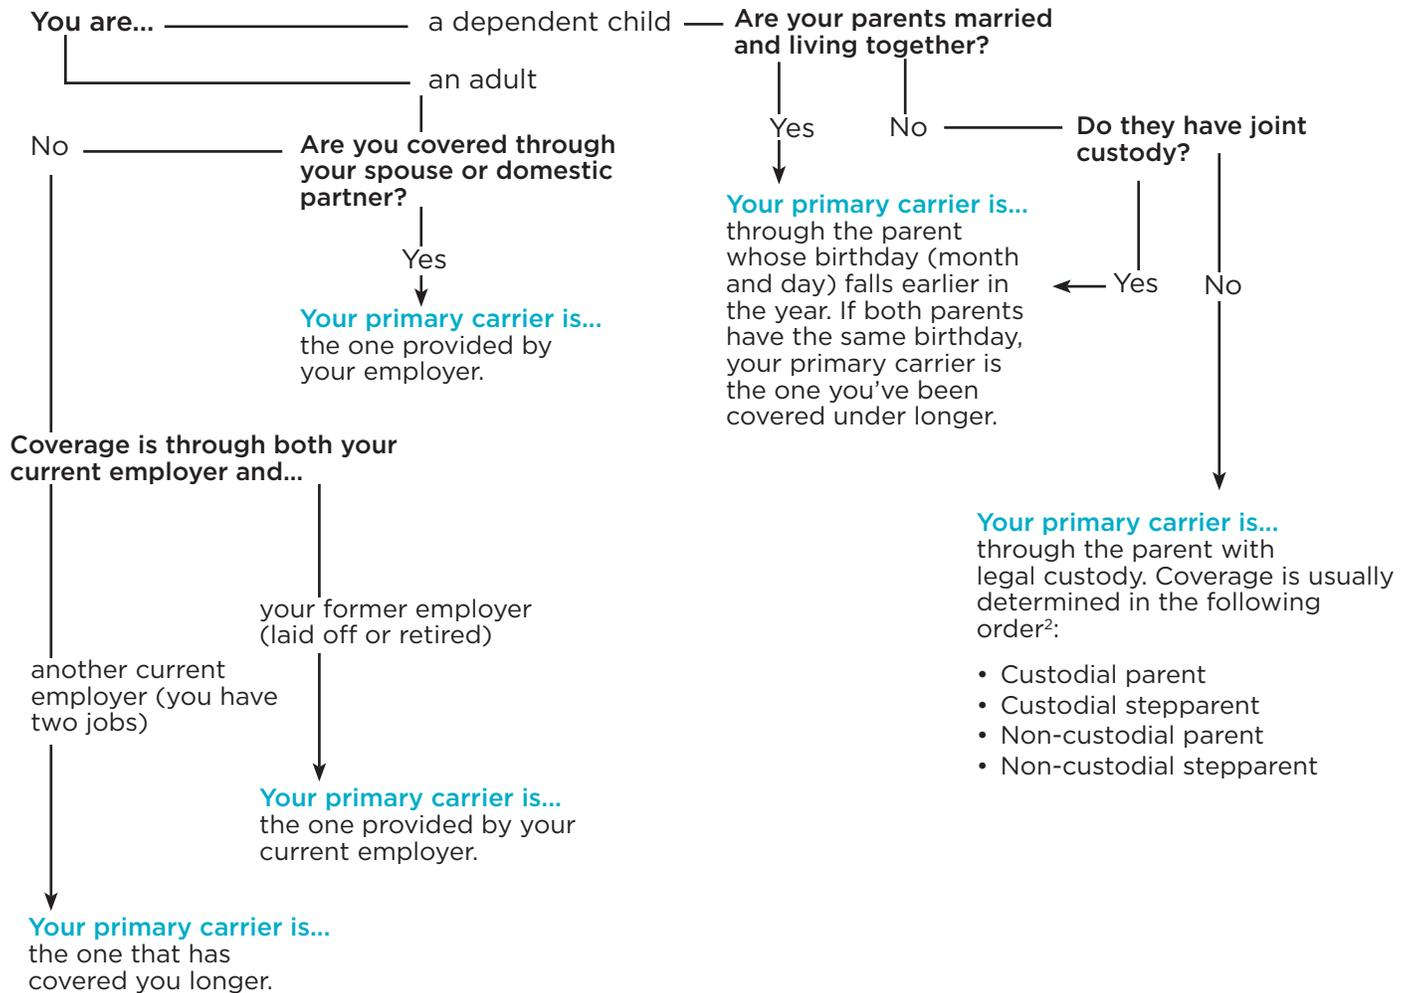 You are...
a dependent child
Are your parents married
and living together?
an adult
Yes
No
Do they have joint
custody?
No
Are you covered through
your spouse or domestic
partner?
Yes
Your primary carrier is...
the one provided by
your employer.
Your primary carrier is...
through the parent
whose birthday (month
and day) falls earlier in
the year. If both parents
have the same birthday,
your primary carrier is
the one you’ve been
covered under longer.
Yes
No
Coverage is through both your
current employer and...
your former employer
(laid off or retired)
another current
employer (you have
two jobs)
Your primary carrier is...
the one provided by your
current employer.
Your primary carrier is...
the one that has
covered you longer.
Your primary carrier is...
through the parent with
legal custody. Coverage is usually
determined in the following
order²:
• Custodial parent
• Custodial stepparent
• Non-custodial parent
• Non-custodial stepparent